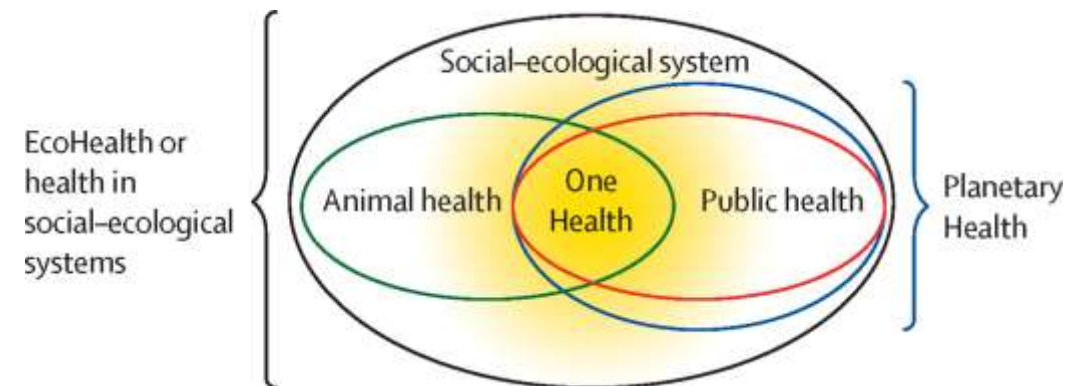 Social–ecological system
EcoHealth or
health in
social–ecological
systems
Animal health
One
Health
Public health
Planetary
Health